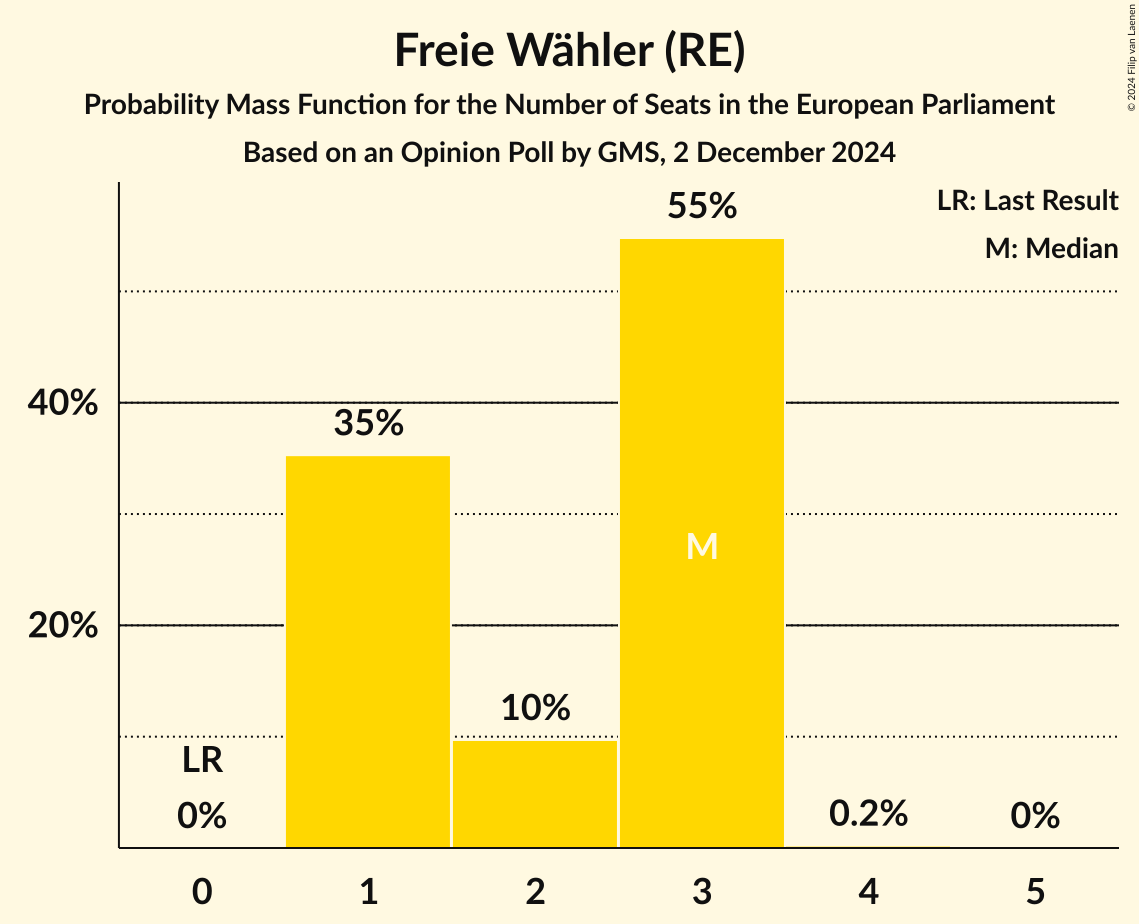 Freie Wähler (RE)
Probability Mass Function for the Number of Seats in the European Parliament
Based on an Opinion Poll by GMS, 2 December 2024
© 2024 Filip van Laenen
LR: Last Result
M: Median
55%
40%
35%
M
20%
10%
LR
0%
0.2%
0%
0 1 2 3 4 5